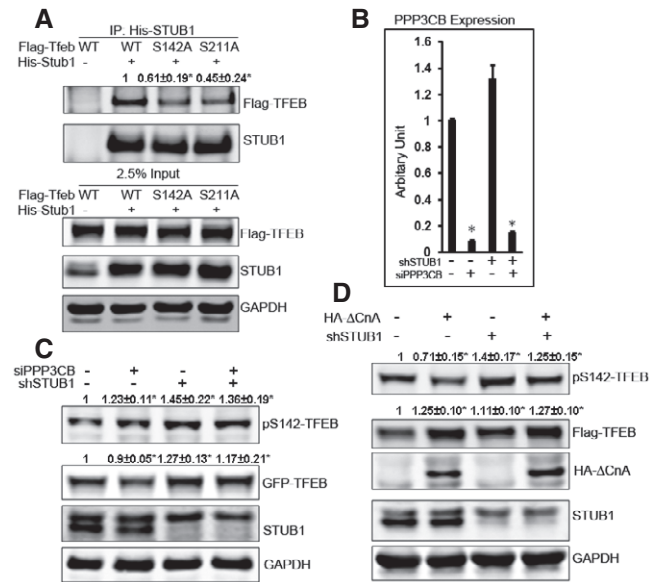 A
IP. His-STUB1
Flag-Tfeb WT WT S142A S211A
His-Stub1 - + + +
1 0.61±0.19* 0.45±0.24*
Flag-TFEB
STUB1
2.5% Input
Flag-Tfeb WT WT S142A S211A
His-Stub1 - + + +
Flag-TFEB
STUB1
GAPDH
B
PPP3CB Expression
Arbitary Unit
1.6
1.4
1.2
1
0.8
0.6
0.4
0.2
0
* *
shSTUB1 - - + +
siPPP3CB - + - +
C
siPPP3CB - + - +
shSTUB1 - - + +
1 1.23±0.11* 1.45±0.22* 1.36±0.19*
pS142-TFEB
1 0.9±0.05* 1.27±0.13* 1.17±0.21*
GFP-TFEB
STUB1
GAPDH
D
HA-ΔCnA - + - +
shSTUB1 - - + +
1 0.71±0.15* 1.4±0.17* 1.25±0.15*
pS142-TFEB
1 1.25±0.10* 1.11±0.10* 1.27±0.10*
Flag-TFEB
HA-ΔCnA
STUB1
GAPDH